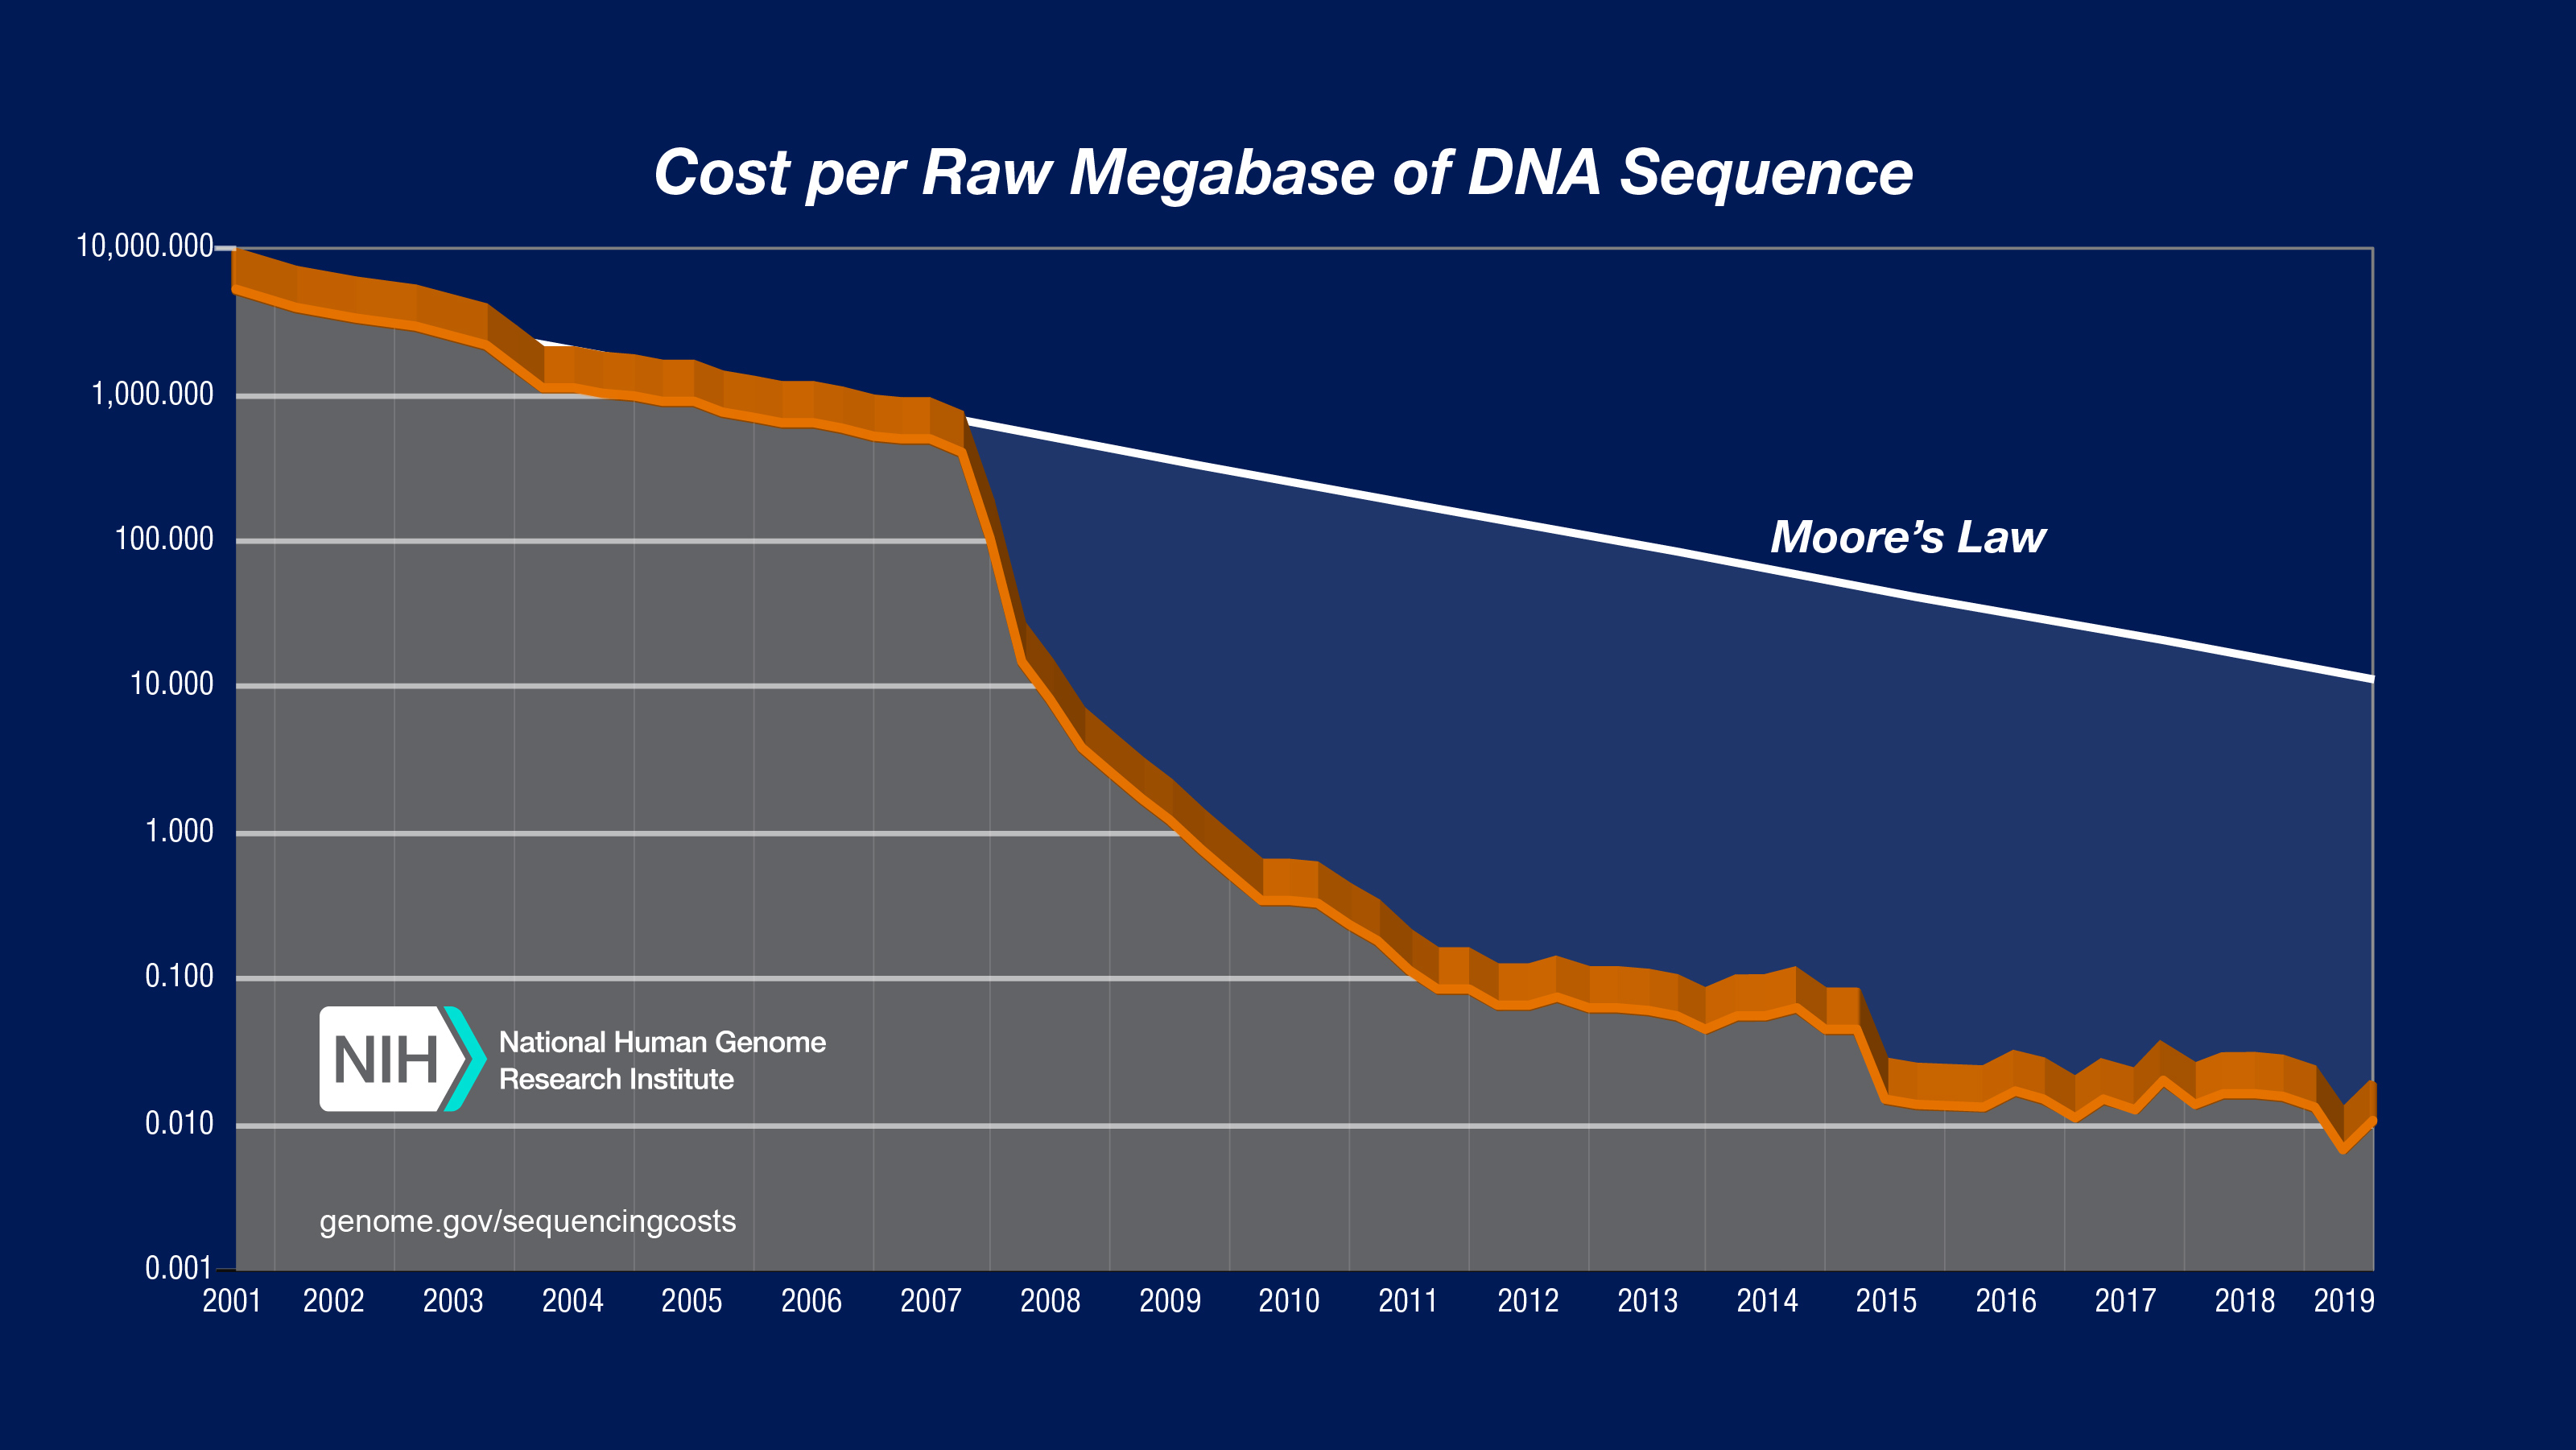 Cost per Raw Megabase of DNA Sequence
10,000.000
1,000.000
100.000
10.000
1.000
0.100
0.010
0.001
Moore's Law
NIH
National Human Genome
Research Institute
genome.gov/sequencingcosts
2001 2002 2003 2004 2005 2006 2007 2008 2009 2010 2011 2012 2013 2014 2015 2016 2017 2018 2019